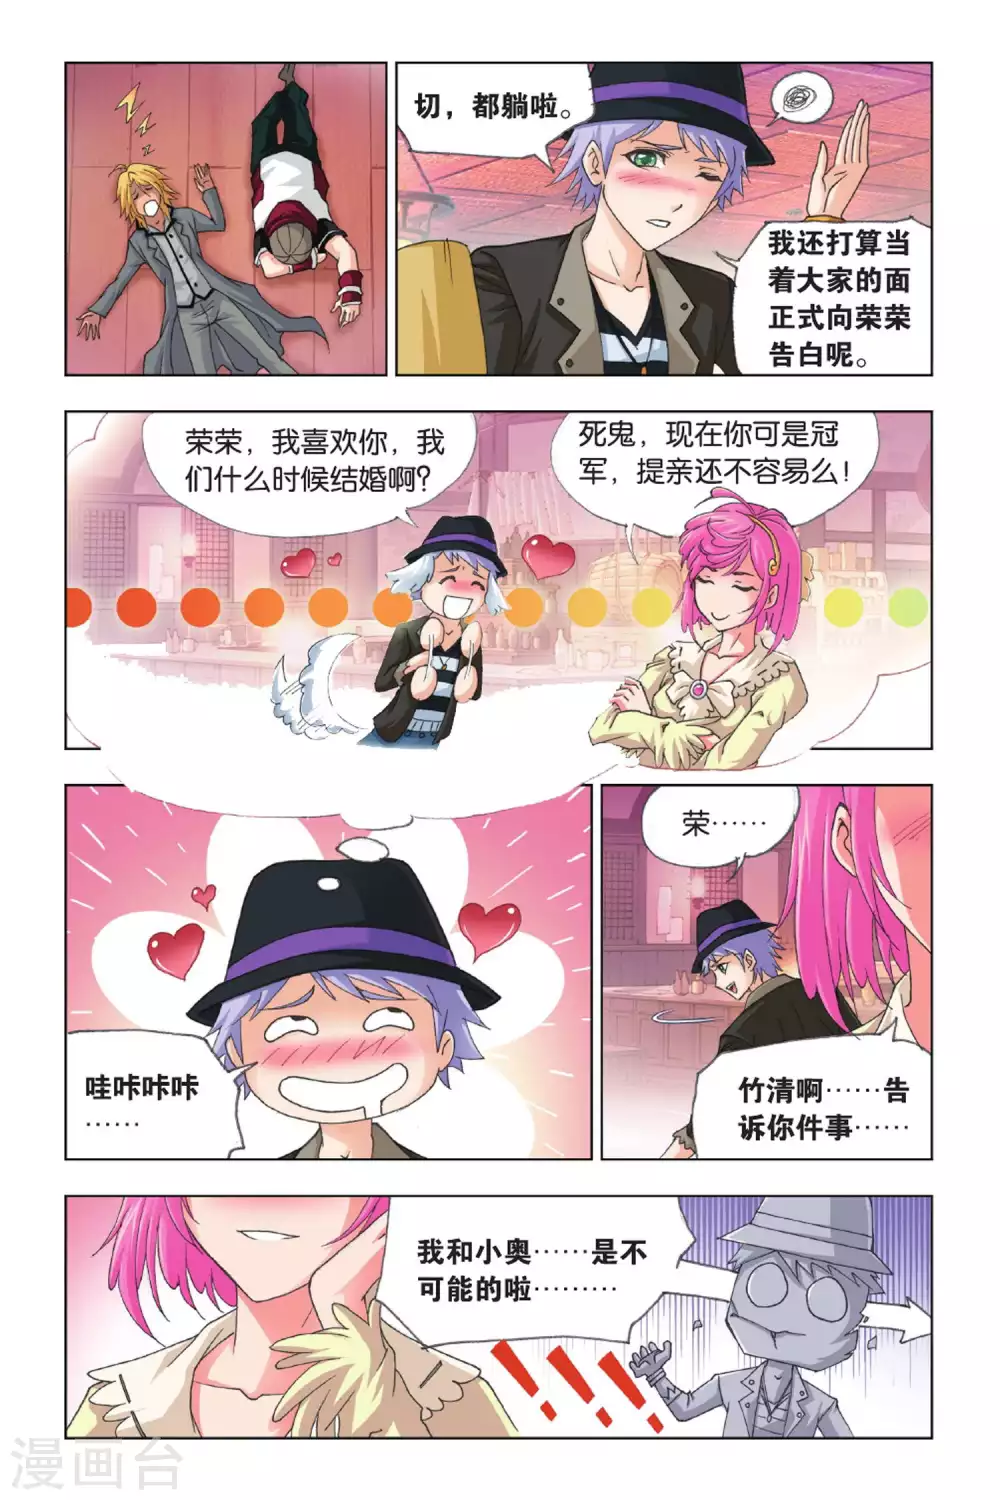 切，都躺啦。
我还打算当
着大家的面
正式向荣荣
告白呢。
荣荣，我喜欢你，我
们什么时候结婚啊？
死鬼，现在你可是冠
军，提亲还不容易么！
哇咔咔咔
……
荣……
竹清啊……告
诉你件事……
我和小奥……是不
可能的啦………
！！！
漫画台